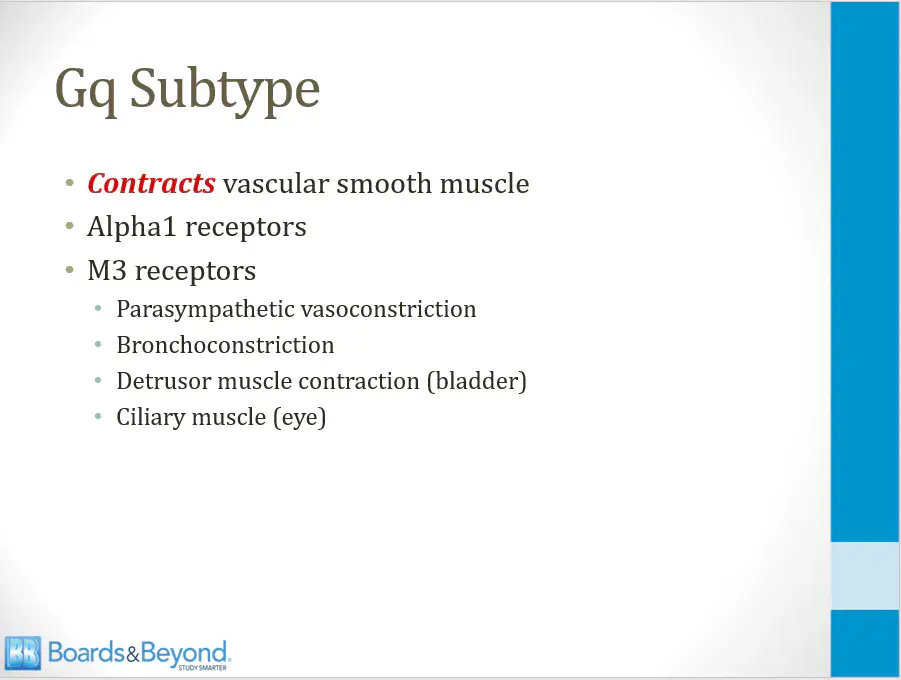 Gq Subtype
• Contracts vascular smooth muscle
• Alpha1 receptors
• M3 receptors
• Parasympathetic vasoconstriction
• Bronchoconstriction
• Detrusor muscle contraction (bladder)
• Ciliary muscle (eye)
BB Boards&Beyond.
STUDY SMARTER